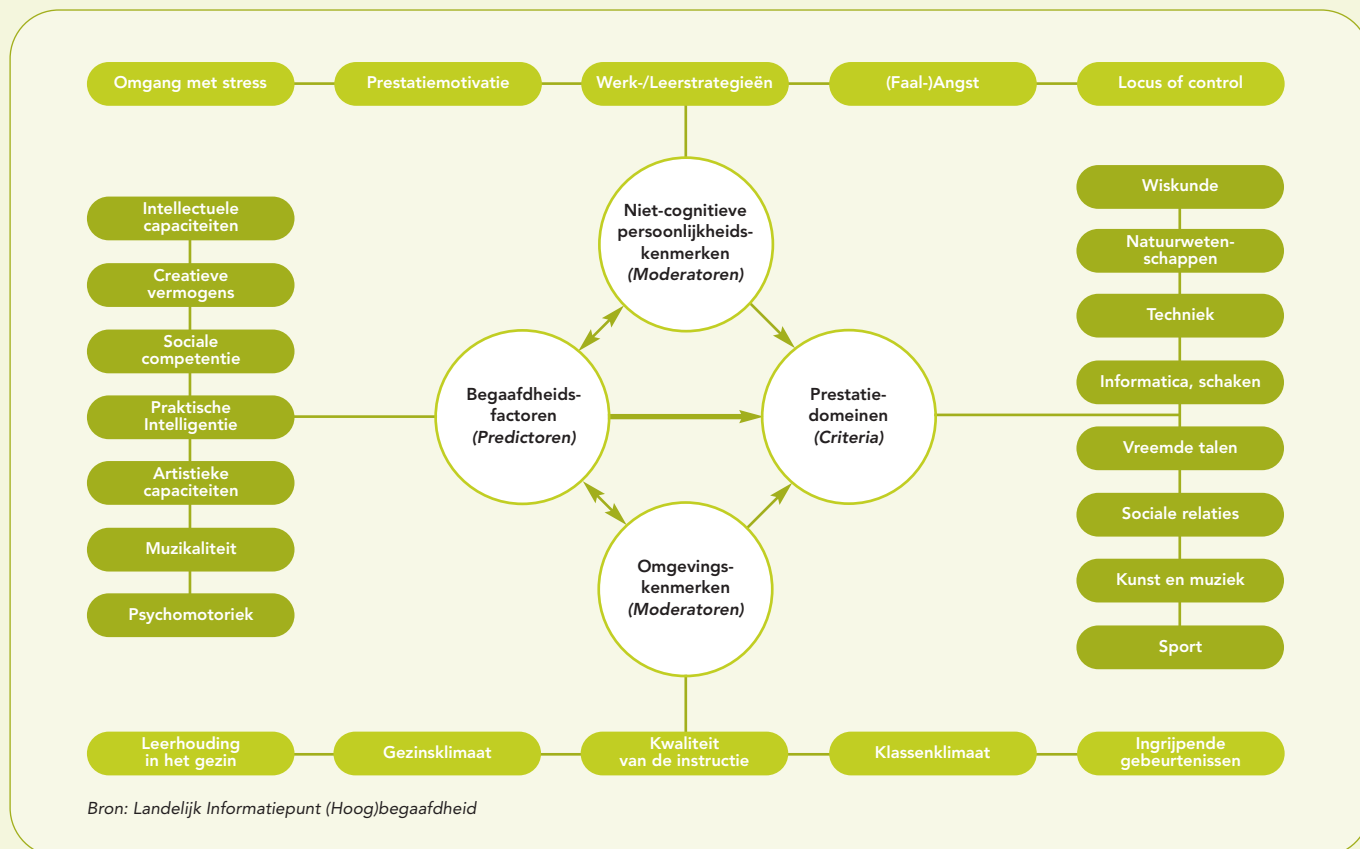 Omgang met stress
Prestatiemotivatie
Werk-/Leerstrategieën
(Faal-)Angst
Locus of control
Niet-cognitieve
persoonlijkheids-
kenmerken
(Moderatoren)
Intellectuele
capaciteiten
Creatieve
vermogens
Sociale
competentie
Praktische
Intelligentie
Artistieke
capaciteiten
Muzikaliteit
Psychomotoriek
Begaafdheids-
factoren
(Predictoren)
Prestatie-
domeinen
(Criteria)
Wiskunde
Natuurweten-
schappen
Techniek
Informatica, schaken
Vreemde talen
Sociale relaties
Kunst en muziek
Sport
Omgevings-
kenmerken
(Moderatoren)
Leerhouding
in het gezin
Gezinsklimaat
Kwaliteit
van de instructie
Klassenklimaat
Ingrijpende
gebeurtenissen
Bron: Landelijk Informatiepunt (Hoog)begaafdheid